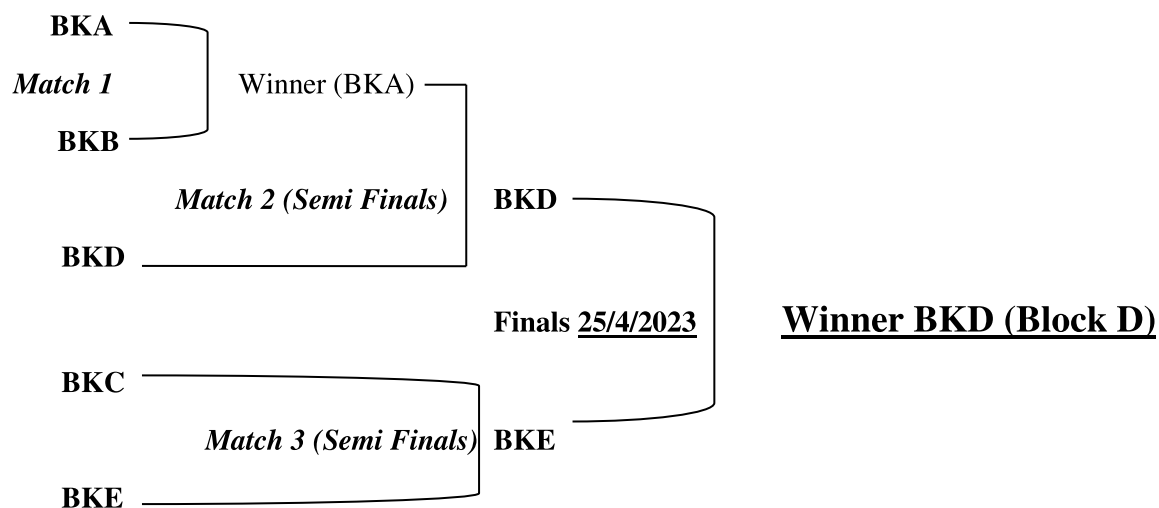 BKA
Match 1
Winner (BKA)
BKB
Match 2 (Semi Finals)
BKD
BKD
Finals 25/4/2023
Winner BKD (Block D)
BKC
Match 3 (Semi Finals)
BKE
BKE